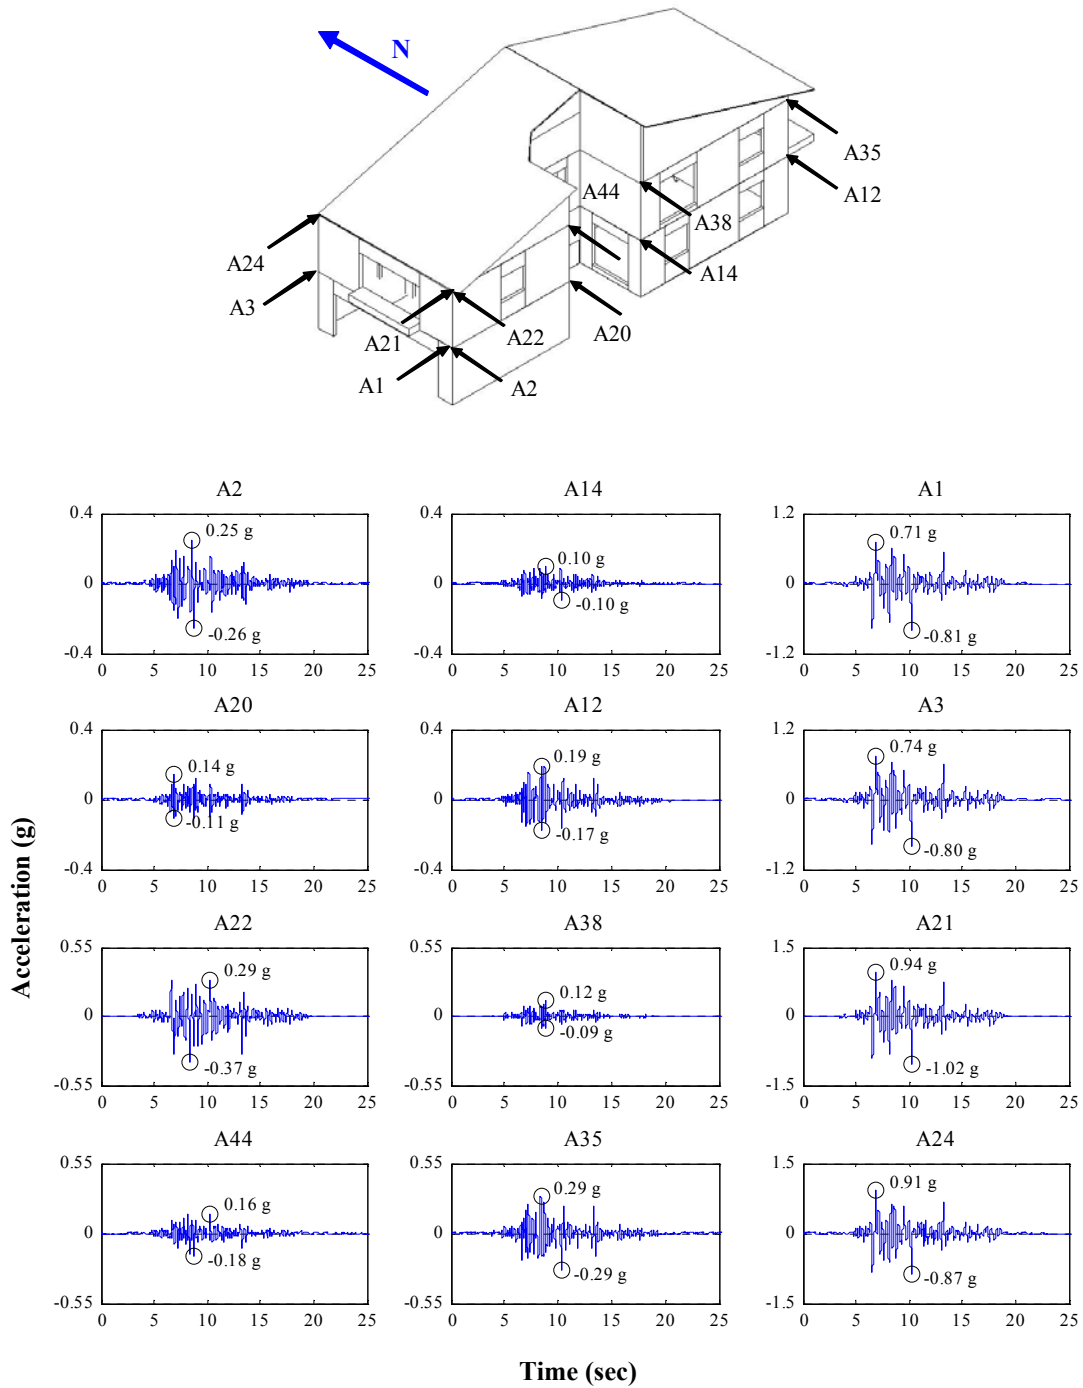 N
A35
A12
A44
A38
A14
A24
A3
A21
A22
A20
A1
A2
A2
A14
A1
0.4
0
-0.4
0.25 g
-0.26 g
0 5 10 15 20 25
0.4
0
-0.4
0.10 g
-0.10 g
0 5 10 15 20 25
1.2
0
-1.2
0.71 g
-0.81 g
0 5 10 15 20 25
A20
A12
A3
0.4
0
-0.4
0.14 g
-0.11 g
0 5 10 15 20 25
0.4
0
-0.4
0.19 g
-0.17 g
0 5 10 15 20 25
1.2
0
-1.2
0.74 g
-0.80 g
0 5 10 15 20 25
A22
A38
A21
0.55
0
-0.55
0.29 g
-0.37 g
0 5 10 15 20 25
0.55
0
-0.55
0.12 g
-0.09 g
0 5 10 15 20 25
1.5
0
-1.5
0.94 g
-1.02 g
0 5 10 15 20 25
A44
A35
A24
0.55
0
-0.55
0.16 g
-0.18 g
0 5 10 15 20 25
0.55
0
-0.55
0.29 g
-0.29 g
0 5 10 15 20 25
1.5
0
-1.5
0.91 g
-0.87 g
0 5 10 15 20 25
Acceleration (g)
Time (sec)